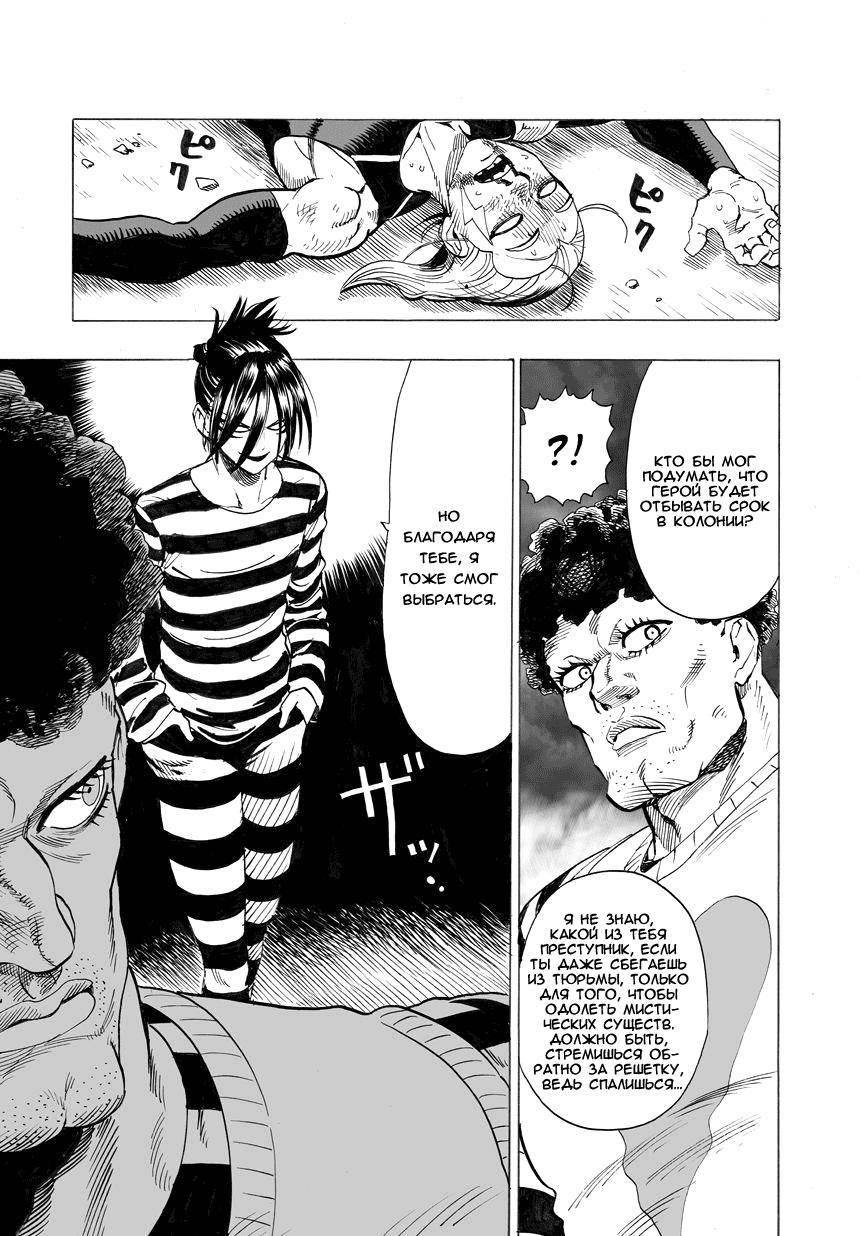 ピク
ピク
?!
КТО БЫ МОГ
ПОДУМАТЬ, ЧТО
ГЕРОЙ БУДЕТ
ОТБЫВАТЬ СРОК
В КОЛОНИИ?
Я НЕ ЗНАЮ,
КАКОЙ ИЗ ТЕБЯ
ПРЕСТУПНИК, ЕСЛИ
ТЫ ДАЖЕ СБЕГАЕШЬ
ИЗ ТЮРЬМЫ, ТОЛЬКО
ДЛЯ ТОГО, ЧТОБЫ
ОДОЛЕТЬ МИСТИ-
ЧЕСКИХ СУЩЕСТВ.
ДОЛЖНО БЫТЬ,
СТРЕМИШЬСЯ ОБ-
РАТНО ЗА РЕШЕТКУ,
ВЕДЬ СПАЛИШЬСЯ...
НО
БЛАГОДАРЯ
ТЕБЕ, Я
ТОЖЕ СМОГ
ВЫБРАТЬСЯ.
ザッ